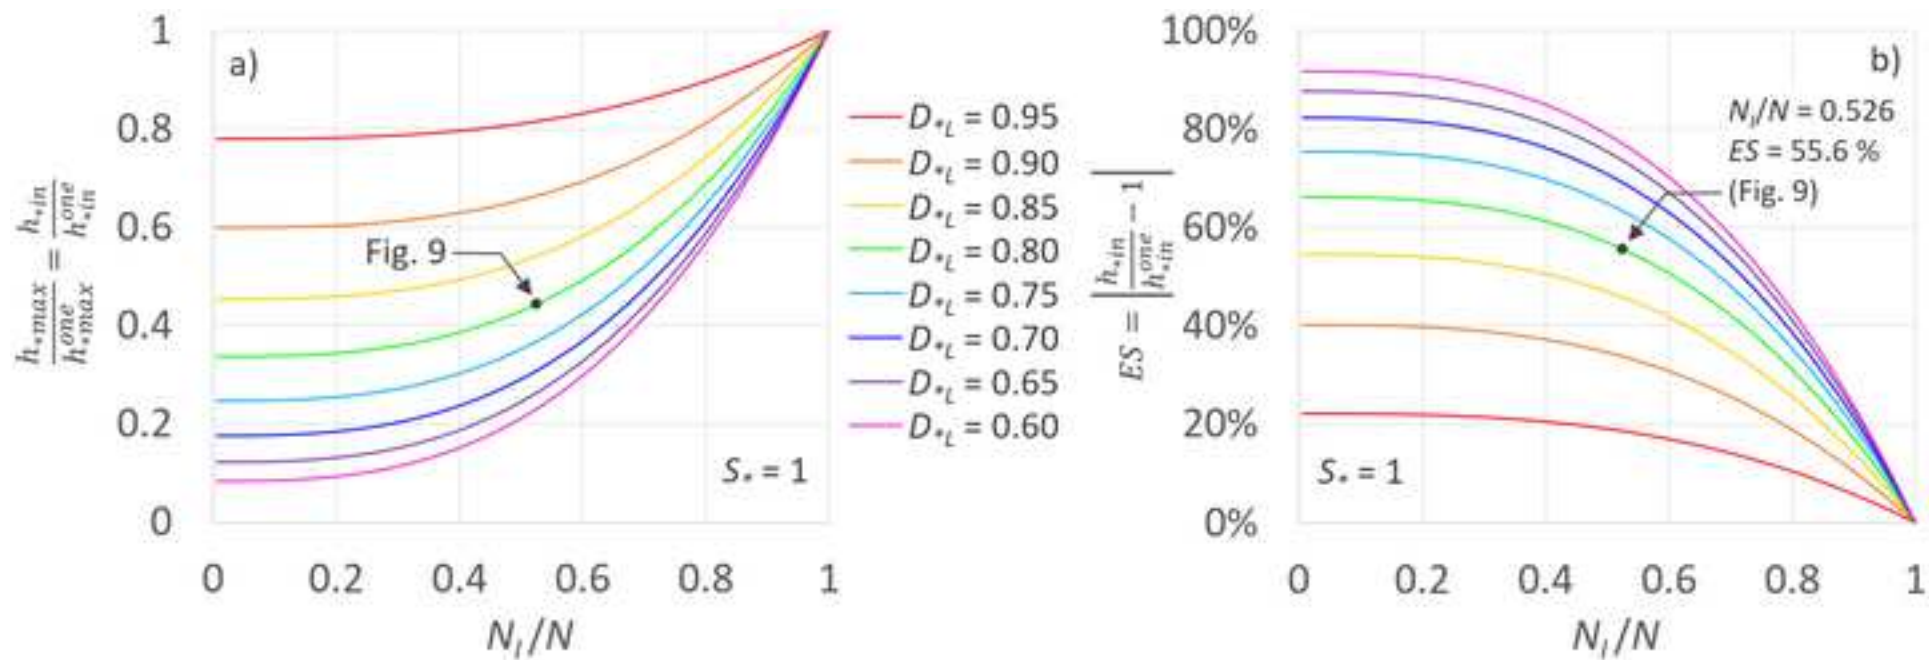 a)
1
0.8
0.6
0.4
0.2
0
h*max / h*max^one = h*in / h*in^one
Fig. 9
S* = 1
0 0.2 0.4 0.6 0.8 1
N_l/N
D*L = 0.95
D*L = 0.90
D*L = 0.85
D*L = 0.80
D*L = 0.75
D*L = 0.70
D*L = 0.65
D*L = 0.60
b)
100%
80%
60%
40%
20%
0%
ES = |h*in / h*in^one − 1|
N_l/N = 0.526
ES = 55.6 %
(Fig. 9)
S* = 1
0 0.2 0.4 0.6 0.8 1
N_l/N